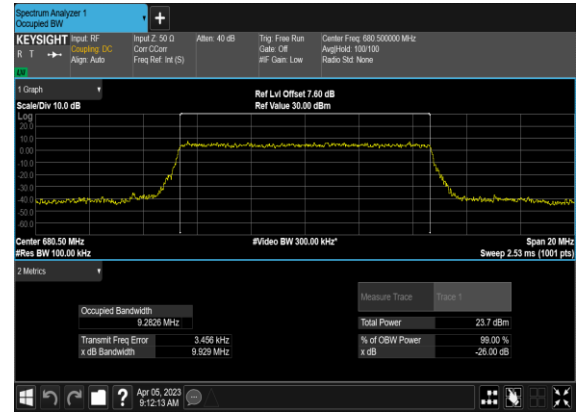 Spectrum Analyzer 1
Occupied BW
+
KEYSIGHT Input: RF Input Z: 50 Ω Atten: 40 dB Trig: Free Run Center Freq: 680.500000 MHz
R T Coupling: DC Corr CCorr Gate: Off Avg|Hold: 100/100
Align: Auto Freq Ref: Int (S) #IF Gain: Low Radio Std: None
LW
1 Graph Ref Lvl Offset 7.60 dB
Scale/Div 10.0 dB Ref Value 30.00 dBm
Log
20.0
10.0
0.00
-10.0
-20.0
-30.0
-40.0
-50.0
-60.0
Center 680.50 MHz #Video BW 300.00 kHz* Span 20 MHz
#Res BW 100.00 kHz Sweep 2.53 ms (1001 pts)
2 Metrics
Measure Trace Trace 1
Occupied Bandwidth
9.2826 MHz Total Power 23.7 dBm
Transmit Freq Error 3.456 kHz % of OBW Power 99.00 %
x dB Bandwidth 9.929 MHz x dB -26.00 dB
? Apr 05, 2023
9:12:13 AM